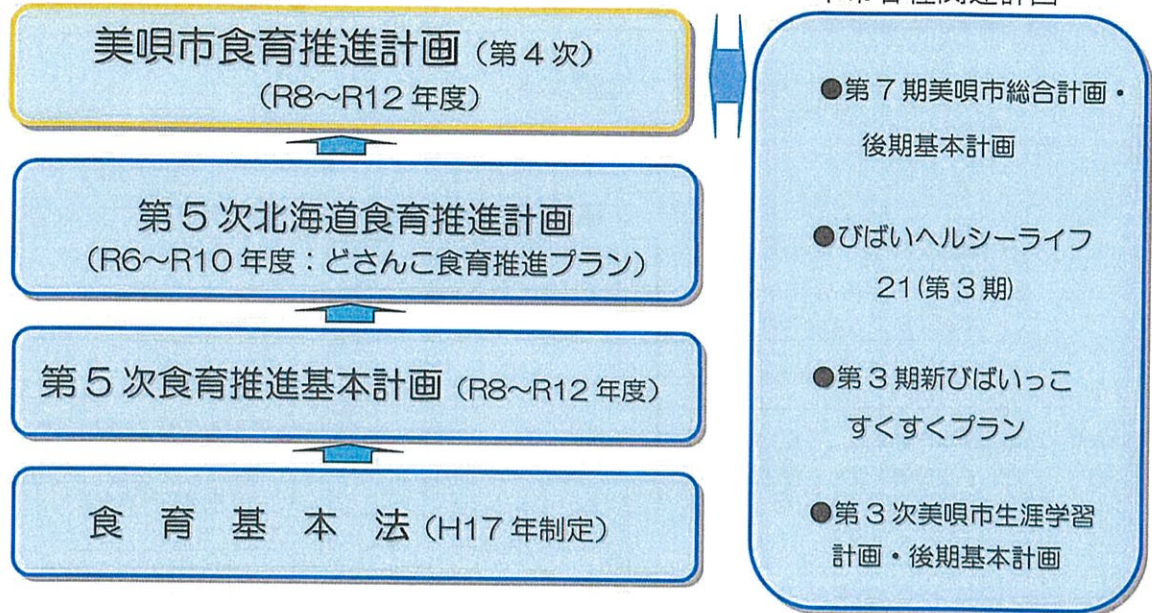 美唄市食育推進計画（第４次）
（R8～R12 年度）
第５次北海道食育推進計画
（R6～R10 年度：どさんこ食育推進プラン）
第５次食育推進基本計画（R8～R12 年度）
食 育 基 本 法（H17 年制定）
●第７期美唄市総合計画・
後期基本計画
●びばいヘルシーライフ
21(第３期)
●第３期新びばいっこ
すくすくプラン
●第３次美唄市生涯学習
計画・後期基本計画